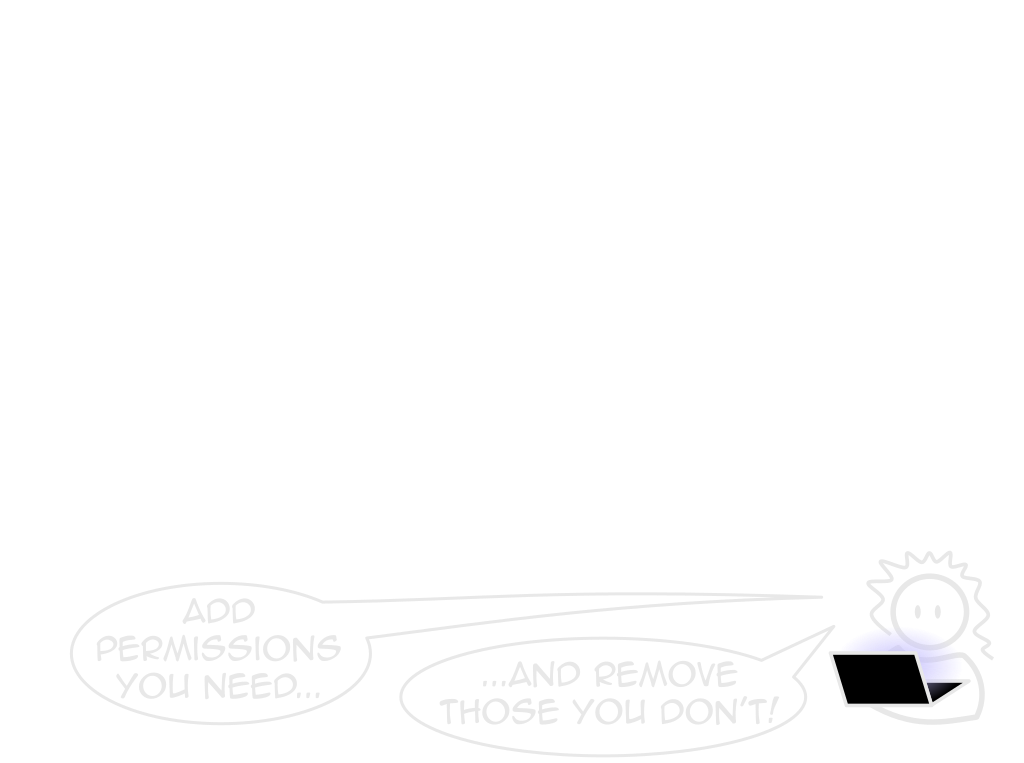 ADD
PERMISSIONS
YOU NEED...
...AND REMOVE
THOSE YOU DON'T!